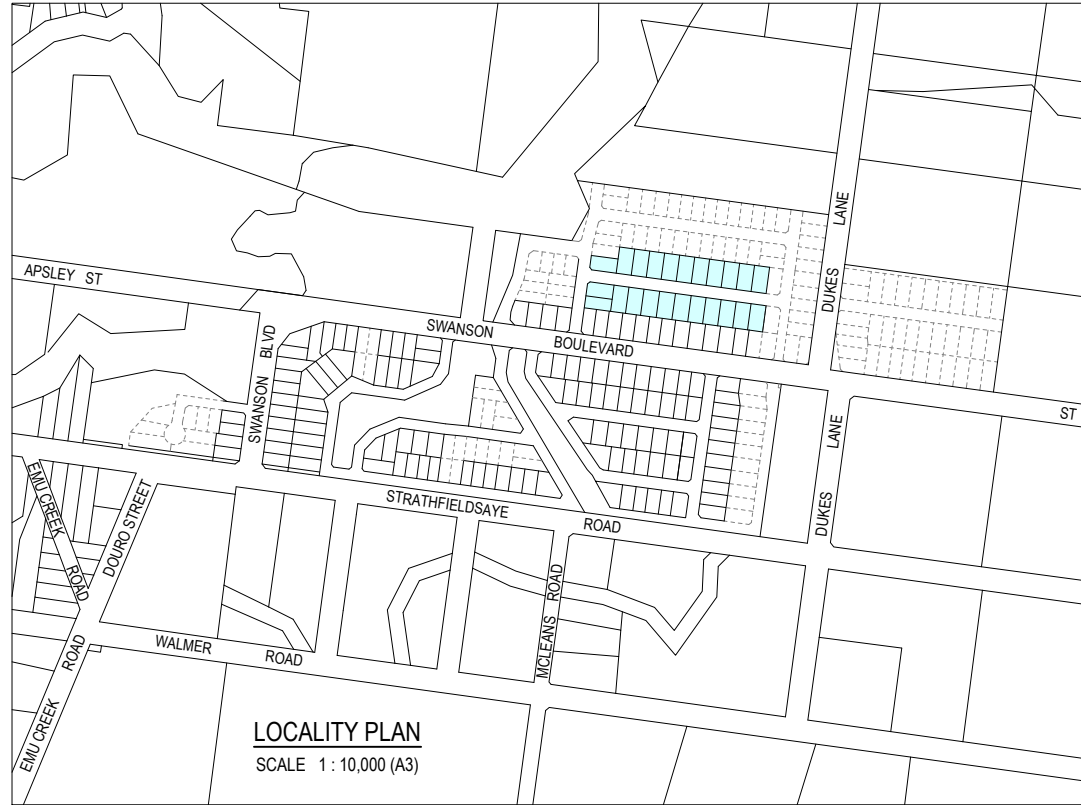 LANE
DUKES
APSLEY ST
SWANSON BOULEVARD
SWANSON BLVD
ST
DUKES LANE
STRATHFIELDSAYE ROAD
EMU CREEK ROAD
DOURO STREET
MCLEANS ROAD
WALMER ROAD
EMU CREEK ROAD
LOCALITY PLAN
SCALE 1 : 10,000 (A3)